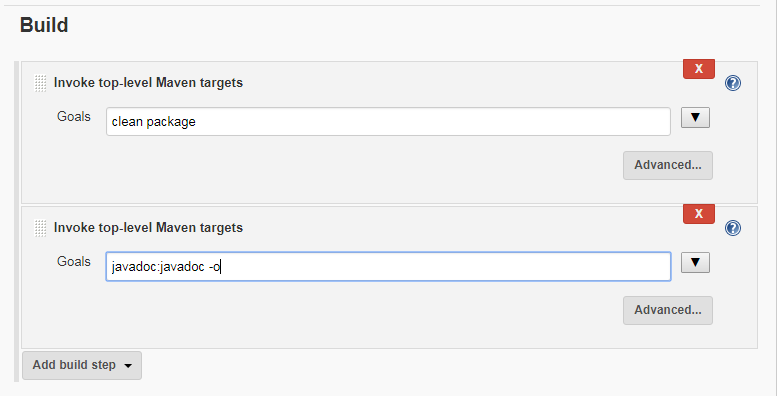 Build
X
Invoke top-level Maven targets
?
Goals clean package
Advanced...
X
Invoke top-level Maven targets
?
Goals javadoc:javadoc -o
Advanced...
Add build step